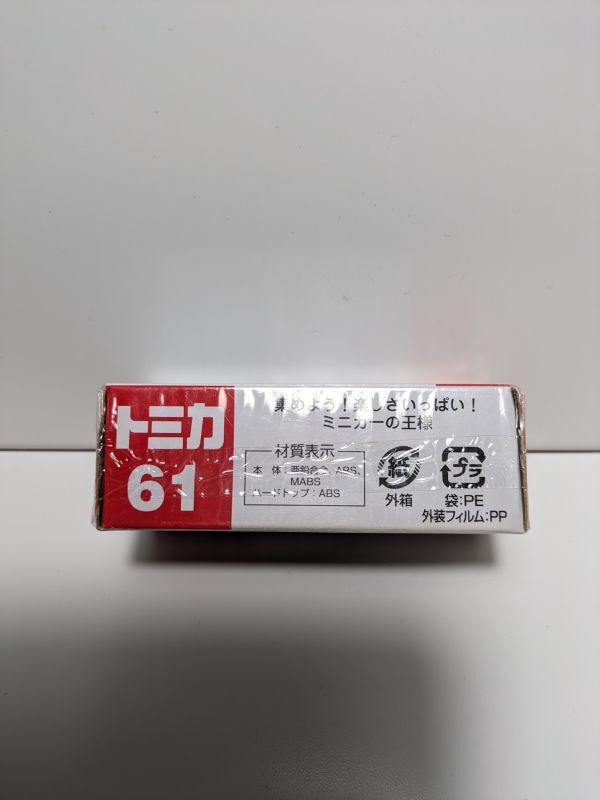 トミカ
61
集めよう!楽しさいっぱい!
ミニカーの王様
材質表示
本 体:亜鉛合金、ABS、
MABS
ハードトップ:ABS
紙
外箱
プラ
袋:PE
外装フィルム:PP